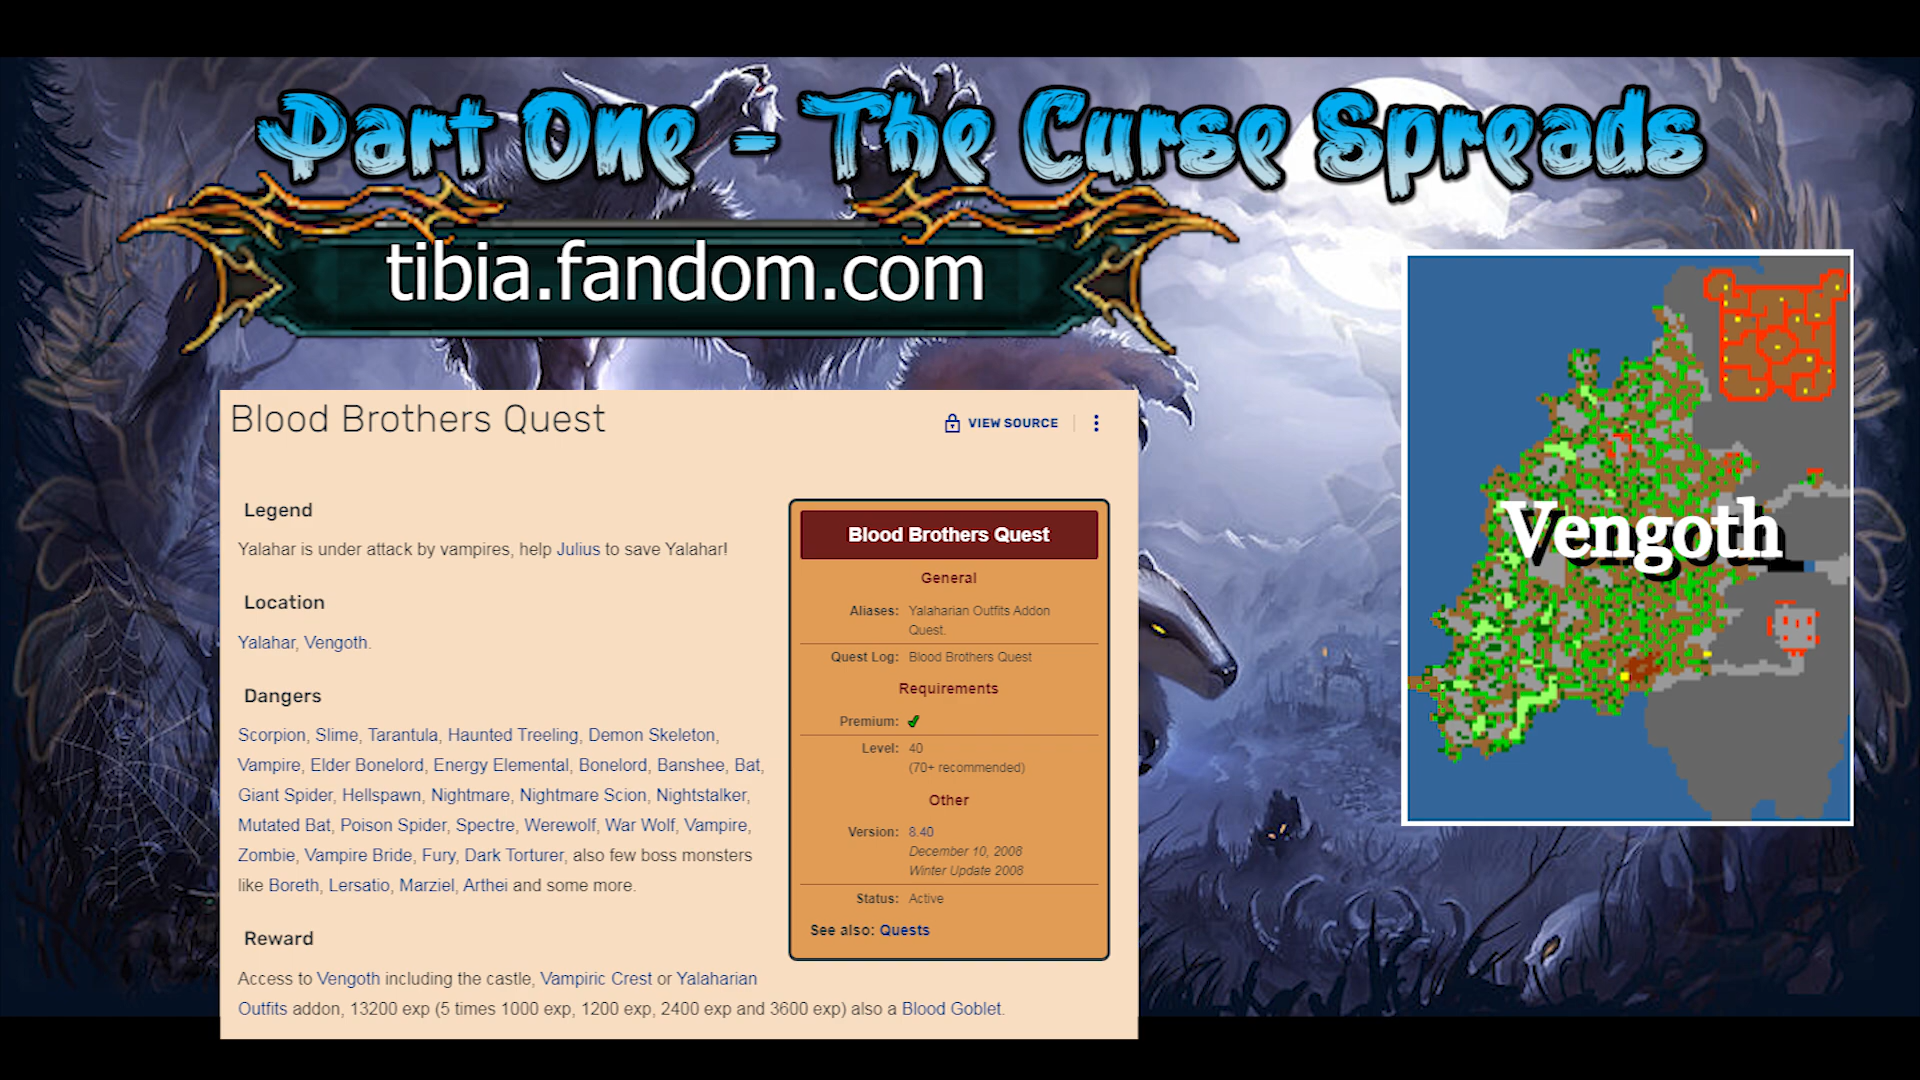 Part One - The Curse Spreads
tibia.fandom.com
Blood Brothers Quest
VIEW SOURCE
Legend
Yalahar is under attack by vampires, help Julius to save Yalahar!
Location
Yalahar, Vengoth.
Dangers
Scorpion, Slime, Tarantula, Haunted Treeling, Demon Skeleton,
Vampire, Elder Bonelord, Energy Elemental, Bonelord, Banshee, Bat,
Giant Spider, Hellspawn, Nightmare, Nightmare Scion, Nightstalker,
Mutated Bat, Poison Spider, Spectre, Werewolf, War Wolf, Vampire,
Zombie, Vampire Bride, Fury, Dark Torturer, also few boss monsters
like Boreth, Lersatio, Marziel, Arthei and some more.
Reward
Access to Vengoth including the castle, Vampiric Crest or Yalaharian
Outfits addon, 13200 exp (5 times 1000 exp, 1200 exp, 2400 exp and 3600 exp) also a Blood Goblet.
Blood Brothers Quest
General
Aliases: Yalaharian Outfits Addon
Quest.
Quest Log: Blood Brothers Quest
Requirements
Premium: ✓
Level: 40
(70+ recommended)
Other
Version: 8.40
December 10, 2008
Winter Update 2008
Status: Active
See also: Quests
Vengoth